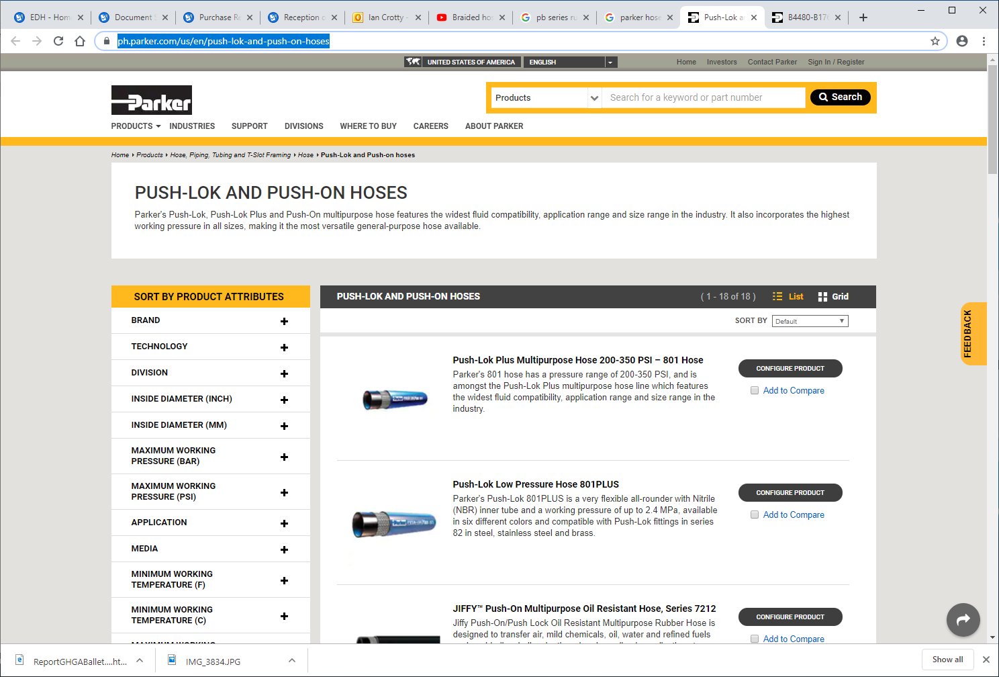 EDH - Hom
Document S
Purchase Re
Reception o
Ian Crotty -
Braided hos
pb series ru
parker hose
Push-Lok a
B4480-B176
ph.parker.com/us/en/push-lok-and-push-on-hoses
UNITED STATES OF AMERICA
ENGLISH
Home Investors Contact Parker Sign In / Register
Parker
Products
Search for a keyword or part number
Search
PRODUCTS INDUSTRIES SUPPORT DIVISIONS WHERE TO BUY CAREERS ABOUT PARKER
Home Products Hose, Piping, Tubing and T-Slot Framing Hose Push-Lok and Push-on hoses
PUSH-LOK AND PUSH-ON HOSES
Parker's Push-Lok, Push-Lok Plus and Push-On multipurpose hose features the widest fluid compatibility, application range and size range in the industry. It also incorporates the highest
working pressure in all sizes, making it the most versatile general-purpose hose available.
SORT BY PRODUCT ATTRIBUTES
BRAND
TECHNOLOGY
DIVISION
INSIDE DIAMETER (INCH)
INSIDE DIAMETER (MM)
MAXIMUM WORKING
PRESSURE (BAR)
MAXIMUM WORKING
PRESSURE (PSI)
APPLICATION
MEDIA
MINIMUM WORKING
TEMPERATURE (F)
MINIMUM WORKING
TEMPERATURE (C)
MAXIMUM WORKING
PUSH-LOK AND PUSH-ON HOSES
( 1 - 18 of 18 )
List
Grid
SORT BY
Default
Push-Lok Plus Multipurpose Hose 200-350 PSI – 801 Hose
Parker's 801 hose has a pressure range of 200-350 PSI, and is
amongst the Push-Lok Plus multipurpose hose line which features
the widest fluid compatibility, application range and size range in the
industry.
CONFIGURE PRODUCT
Add to Compare
Push-Lok Low Pressure Hose 801PLUS
Parker's Push-Lok 801PLUS is a very flexible all-rounder with Nitrile
(NBR) inner tube and a working pressure of up to 2.4 MPa, available
in six different colors and compatible with Push-Lok fittings in series
82 in steel, stainless steel and brass.
CONFIGURE PRODUCT
Add to Compare
JIFFY™ Push-On Multipurpose Oil Resistant Hose, Series 7212
Jiffy Push-On/Push Lock Oil Resistant Multipurpose Rubber Hose is
designed to transfer air, mild chemicals, oil, water and refined fuels
CONFIGURE PRODUCT
Add to Compare
FEEDBACK
ReportGHGABallet....ht...
IMG_3834.JPG
Show all